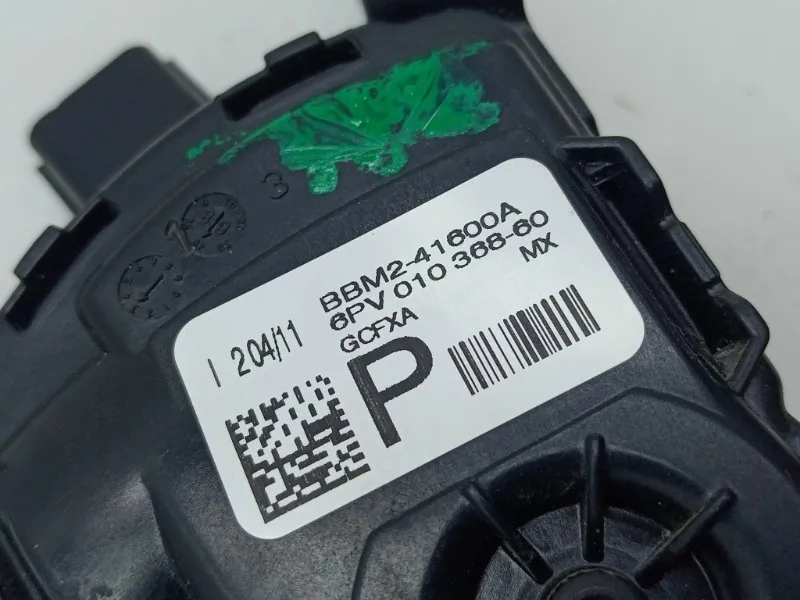 3
BBM2-41600A
6PV 010 368-60
MX
GCFXA
I 204/11
P